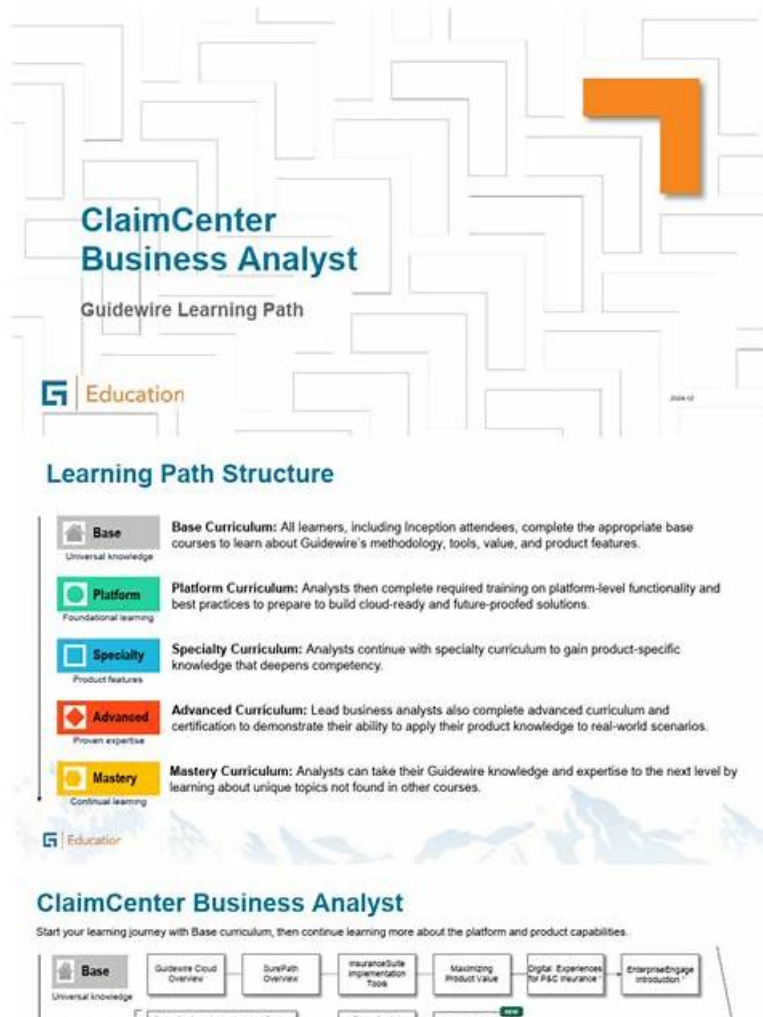 ClaimCenter
Business Analyst
Guidewire Learning Path
Education
2024-12
Learning Path Structure
Base
Universal knowledge
Base Curriculum: All learners, including Inception attendees, complete the appropriate base
courses to learn about Guidewire's methodology, tools, value, and product features.
Platform
Foundational learning
Platform Curriculum: Analysts then complete required training on platform-level functionality and
best practices to prepare to build cloud-ready and future-proofed solutions.
Specialty
Product features
Specialty Curriculum: Analysts continue with specialty curriculum to gain product-specific
knowledge that deepens competency.
Advanced
Proven expertise
Advanced Curriculum: Lead business analysts also complete advanced curriculum and
certification to demonstrate their ability to apply their product knowledge to real-world scenarios.
Mastery
Continual learning
Mastery Curriculum: Analysts can take their Guidewire knowledge and expertise to the next level by
learning about unique topics not found in other courses.
Education
ClaimCenter Business Analyst
Start your learning journey with Base curriculum, then continue learning more about the platform and product capabilities.
Base
Universal knowledge
Guidewire Cloud
Overview
SurePath
Overview
InsuranceSuite
Implementation
Tools
Maximizing
Product Value
Digital Experiences
for P&C Insurance
EnterpriseEngage
Introduction
NEW